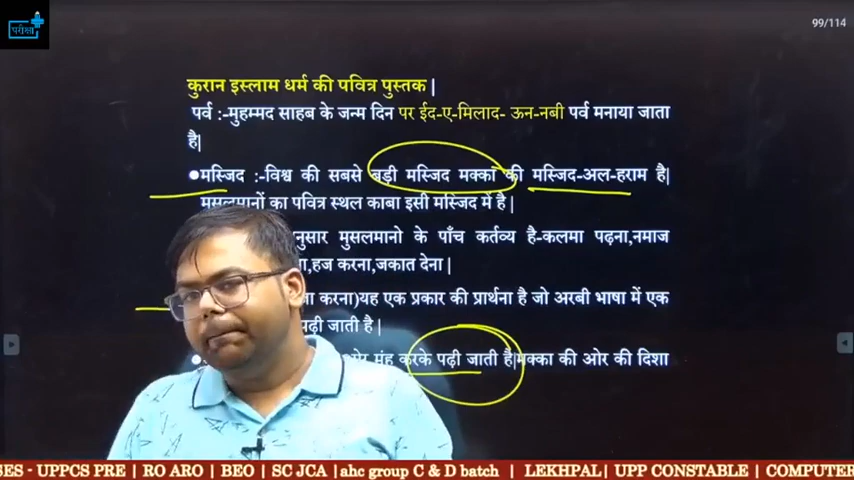 परीक्षा
99/114
कुरान इस्लाम धर्म की पवित्र पुस्तक |
पर्व :-मुहम्मद साहब के जन्म दिन पर ईद-ए-मिलाद- ऊन-नबी पर्व मनाया जाता
है|
●मस्जिद :-विश्व की सबसे बड़ी मस्जिद मक्का की मस्जिद-अल-हराम है|
मुसलमानों का पवित्र स्थल काबा इसी मस्जिद में है |
नुसार मुसलमानो के पाँच कर्तव्य है-कलमा पढ़ना,नमाज
,हज करना,जकात देना |
करना)यह एक प्रकार की प्रार्थना है जो अरबी भाषा में एक
पढ़ी जाती है |
मुंह करके पढ़ी जाती है|मक्का की ओर की दिशा
SES - UPPCS PRE | RO ARO | BEO | SC JCA |ahc group C & D batch | LEKHPAL| UPP CONSTABLE | COMPUTER